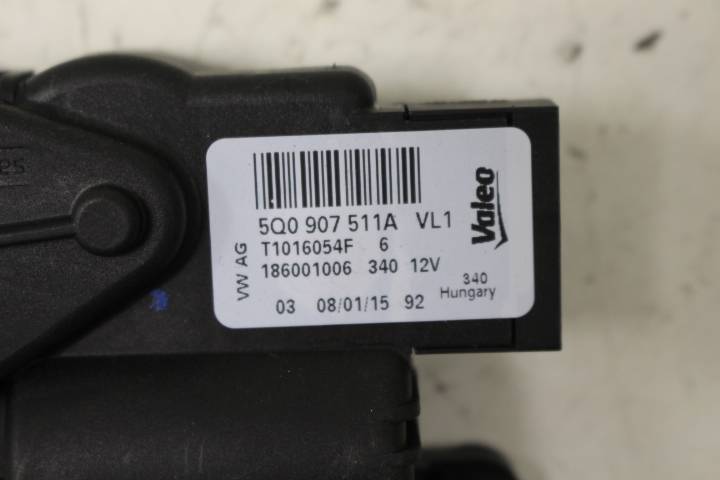 5Q0 907 511A VL1
T1016054F 6
186001006 340 12V
03 08/01/15 92
VW AG
Valeo
340
Hungary